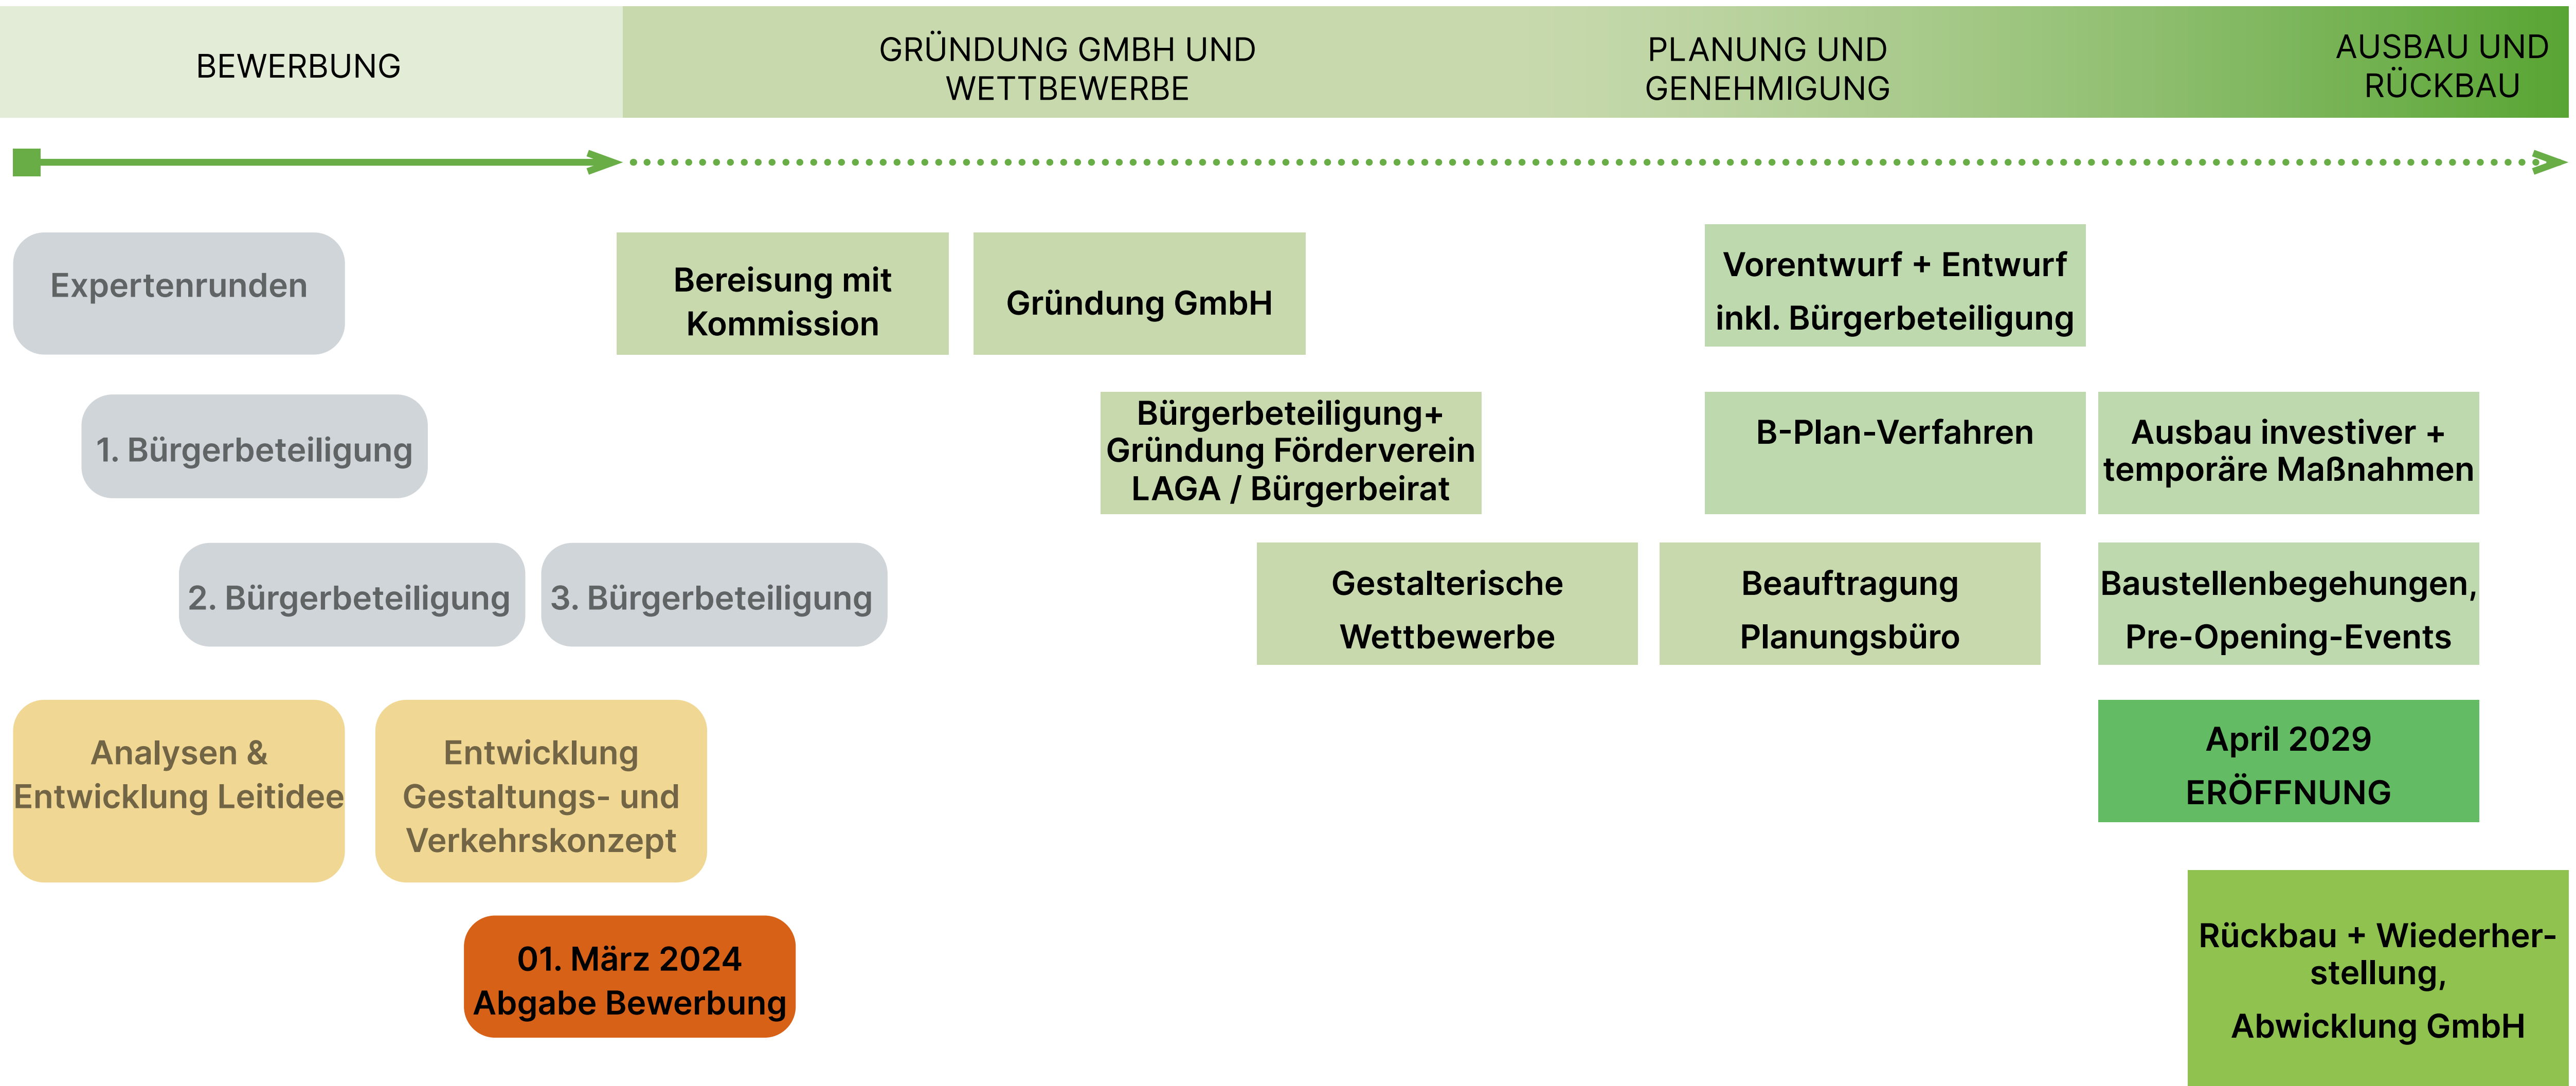 BEWERBUNG
GRÜNDUNG GMBH UND
WETTBEWERBE
PLANUNG UND
GENEHMIGUNG
AUSBAU UND
RÜCKBAU
Expertenrunden
Bereisung mit
Kommission
Gründung GmbH
Vorentwurf + Entwurf
inkl. Bürgerbeteiligung
1. Bürgerbeteiligung
Bürgerbeteiligung+
Gründung Förderverein
LAGA / Bürgerbeirat
B-Plan-Verfahren
Ausbau investiver +
temporäre Maßnahmen
2. Bürgerbeteiligung
3. Bürgerbeteiligung
Gestalterische
Wettbewerbe
Beauftragung
Planungsbüro
Baustellenbegehungen,
Pre-Opening-Events
Analysen &
Entwicklung Leitidee
Entwicklung
Gestaltungs- und
Verkehrskonzept
April 2029
ERÖFFNUNG
01. März 2024
Abgabe Bewerbung
Rückbau + Wiederher-
stellung,
Abwicklung GmbH